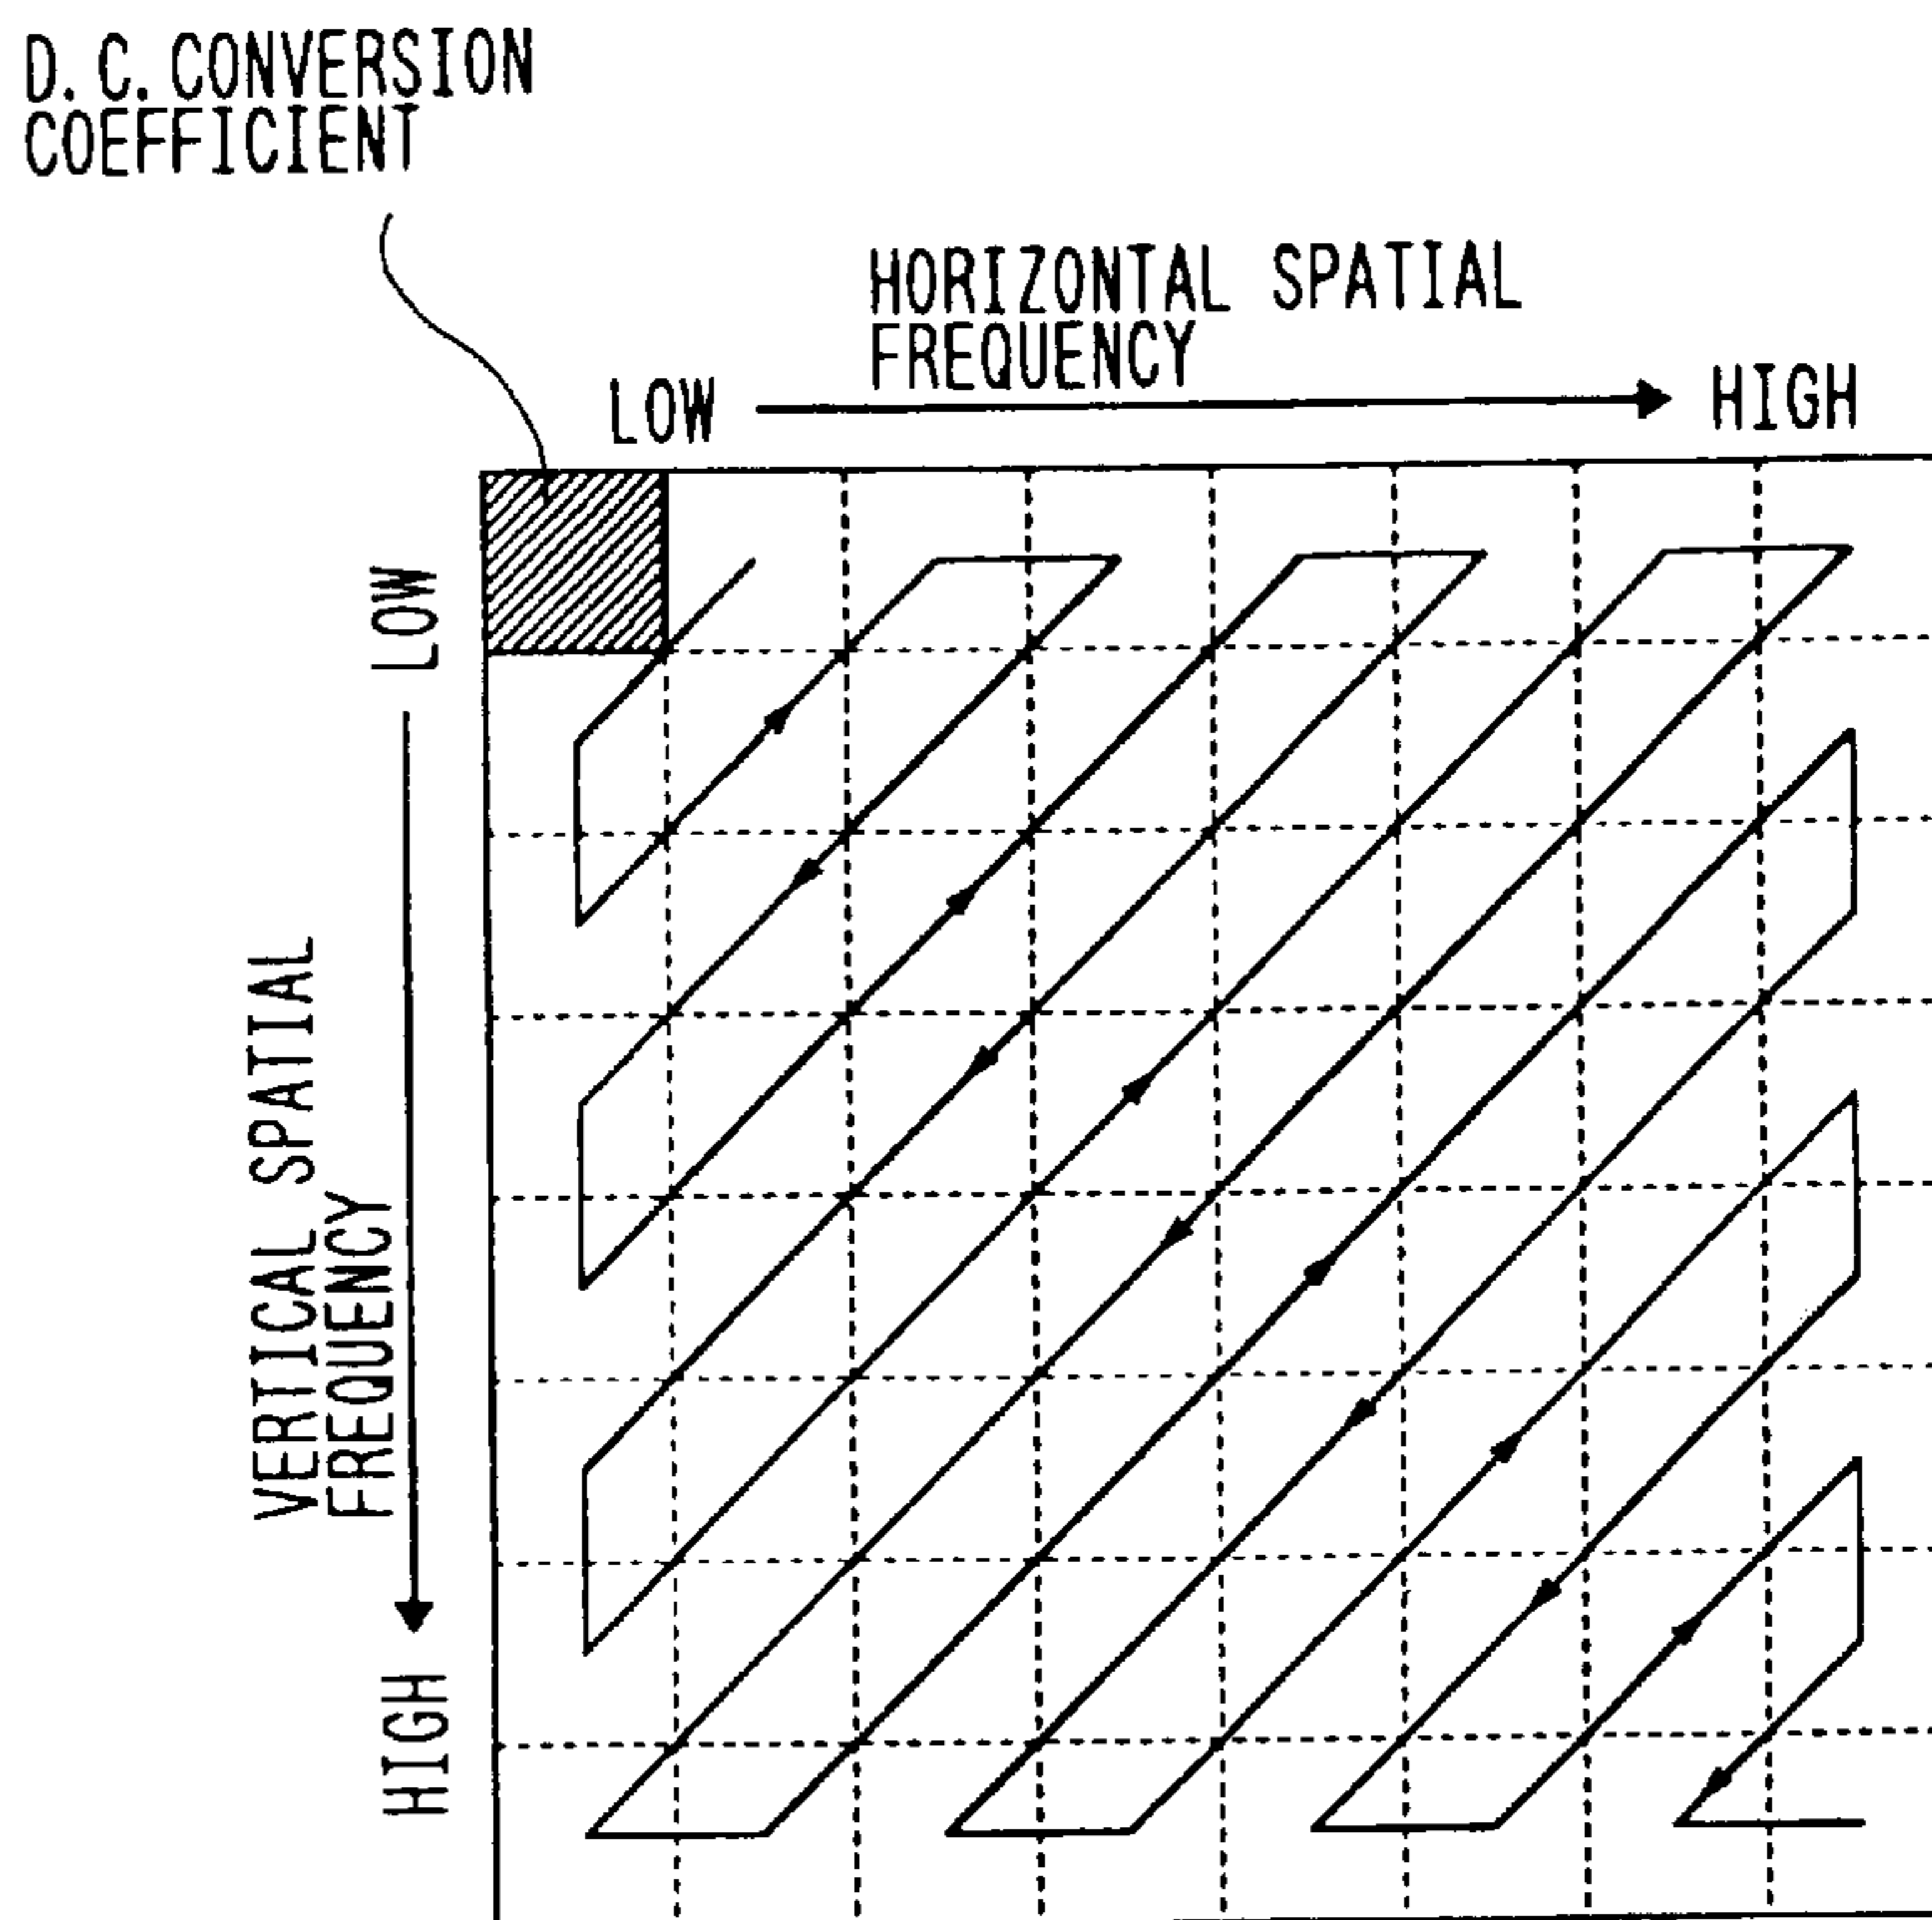 D.C.CONVERSION
COEFFICIENT
HORIZONTAL SPATIAL
FREQUENCY
LOW
HIGH
LOW
VERTICAL SPATIAL
FREQUENCY
HIGH